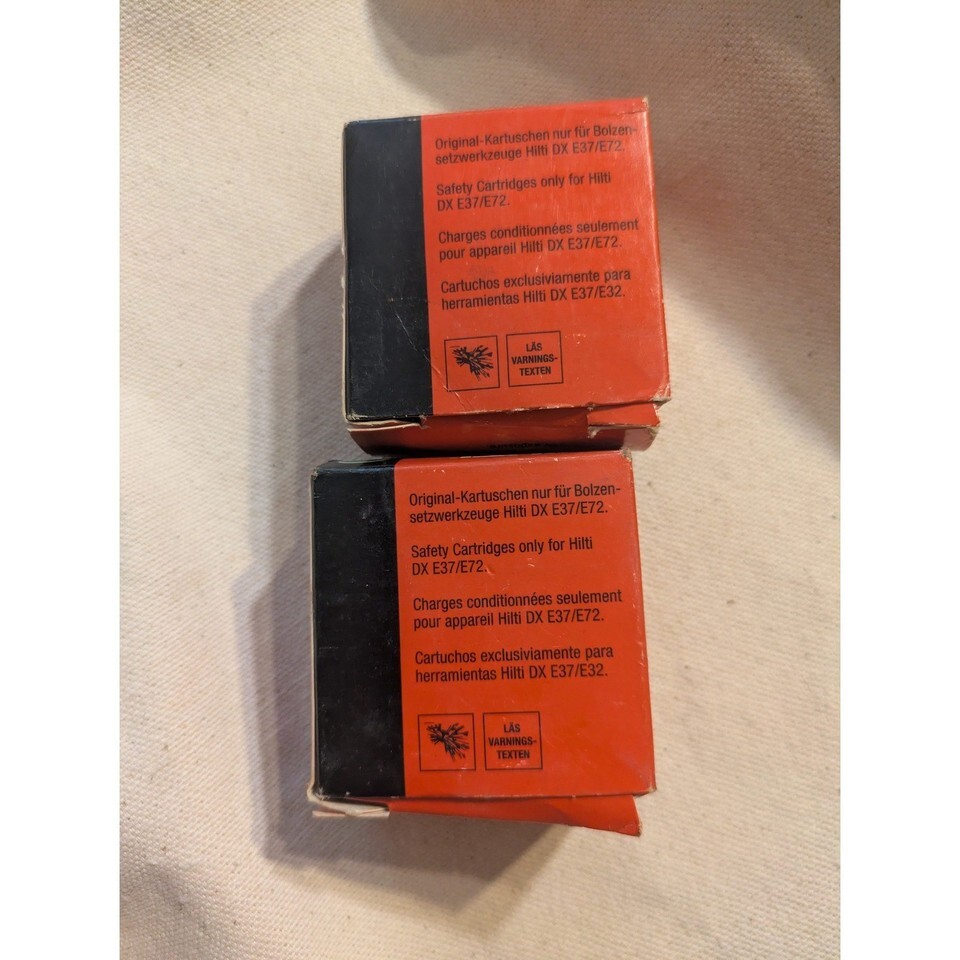 Original-Kartuschen nur für Bolzen-
setzwerkzeuge Hilti DX E37/E72.
Safety Cartridges only for Hilti
DX E37/E72.
Charges conditionnées seulement
pour appareil Hilti DX E37/E72.
Cartuchos exclusiviamente para
herramientas Hilti DX E37/E32.
LÄS
VARNINGS-
TEXTEN
Original-Kartuschen nur für Bolzen-
setzwerkzeuge Hilti DX E37/E72.
Safety Cartridges only for Hilti
DX E37/E72.
Charges conditionnées seulement
pour appareil Hilti DX E37/E72.
Cartuchos exclusiviamente para
herramientas Hilti DX E37/E32.
LÄS
VARNINGS-
TEXTEN